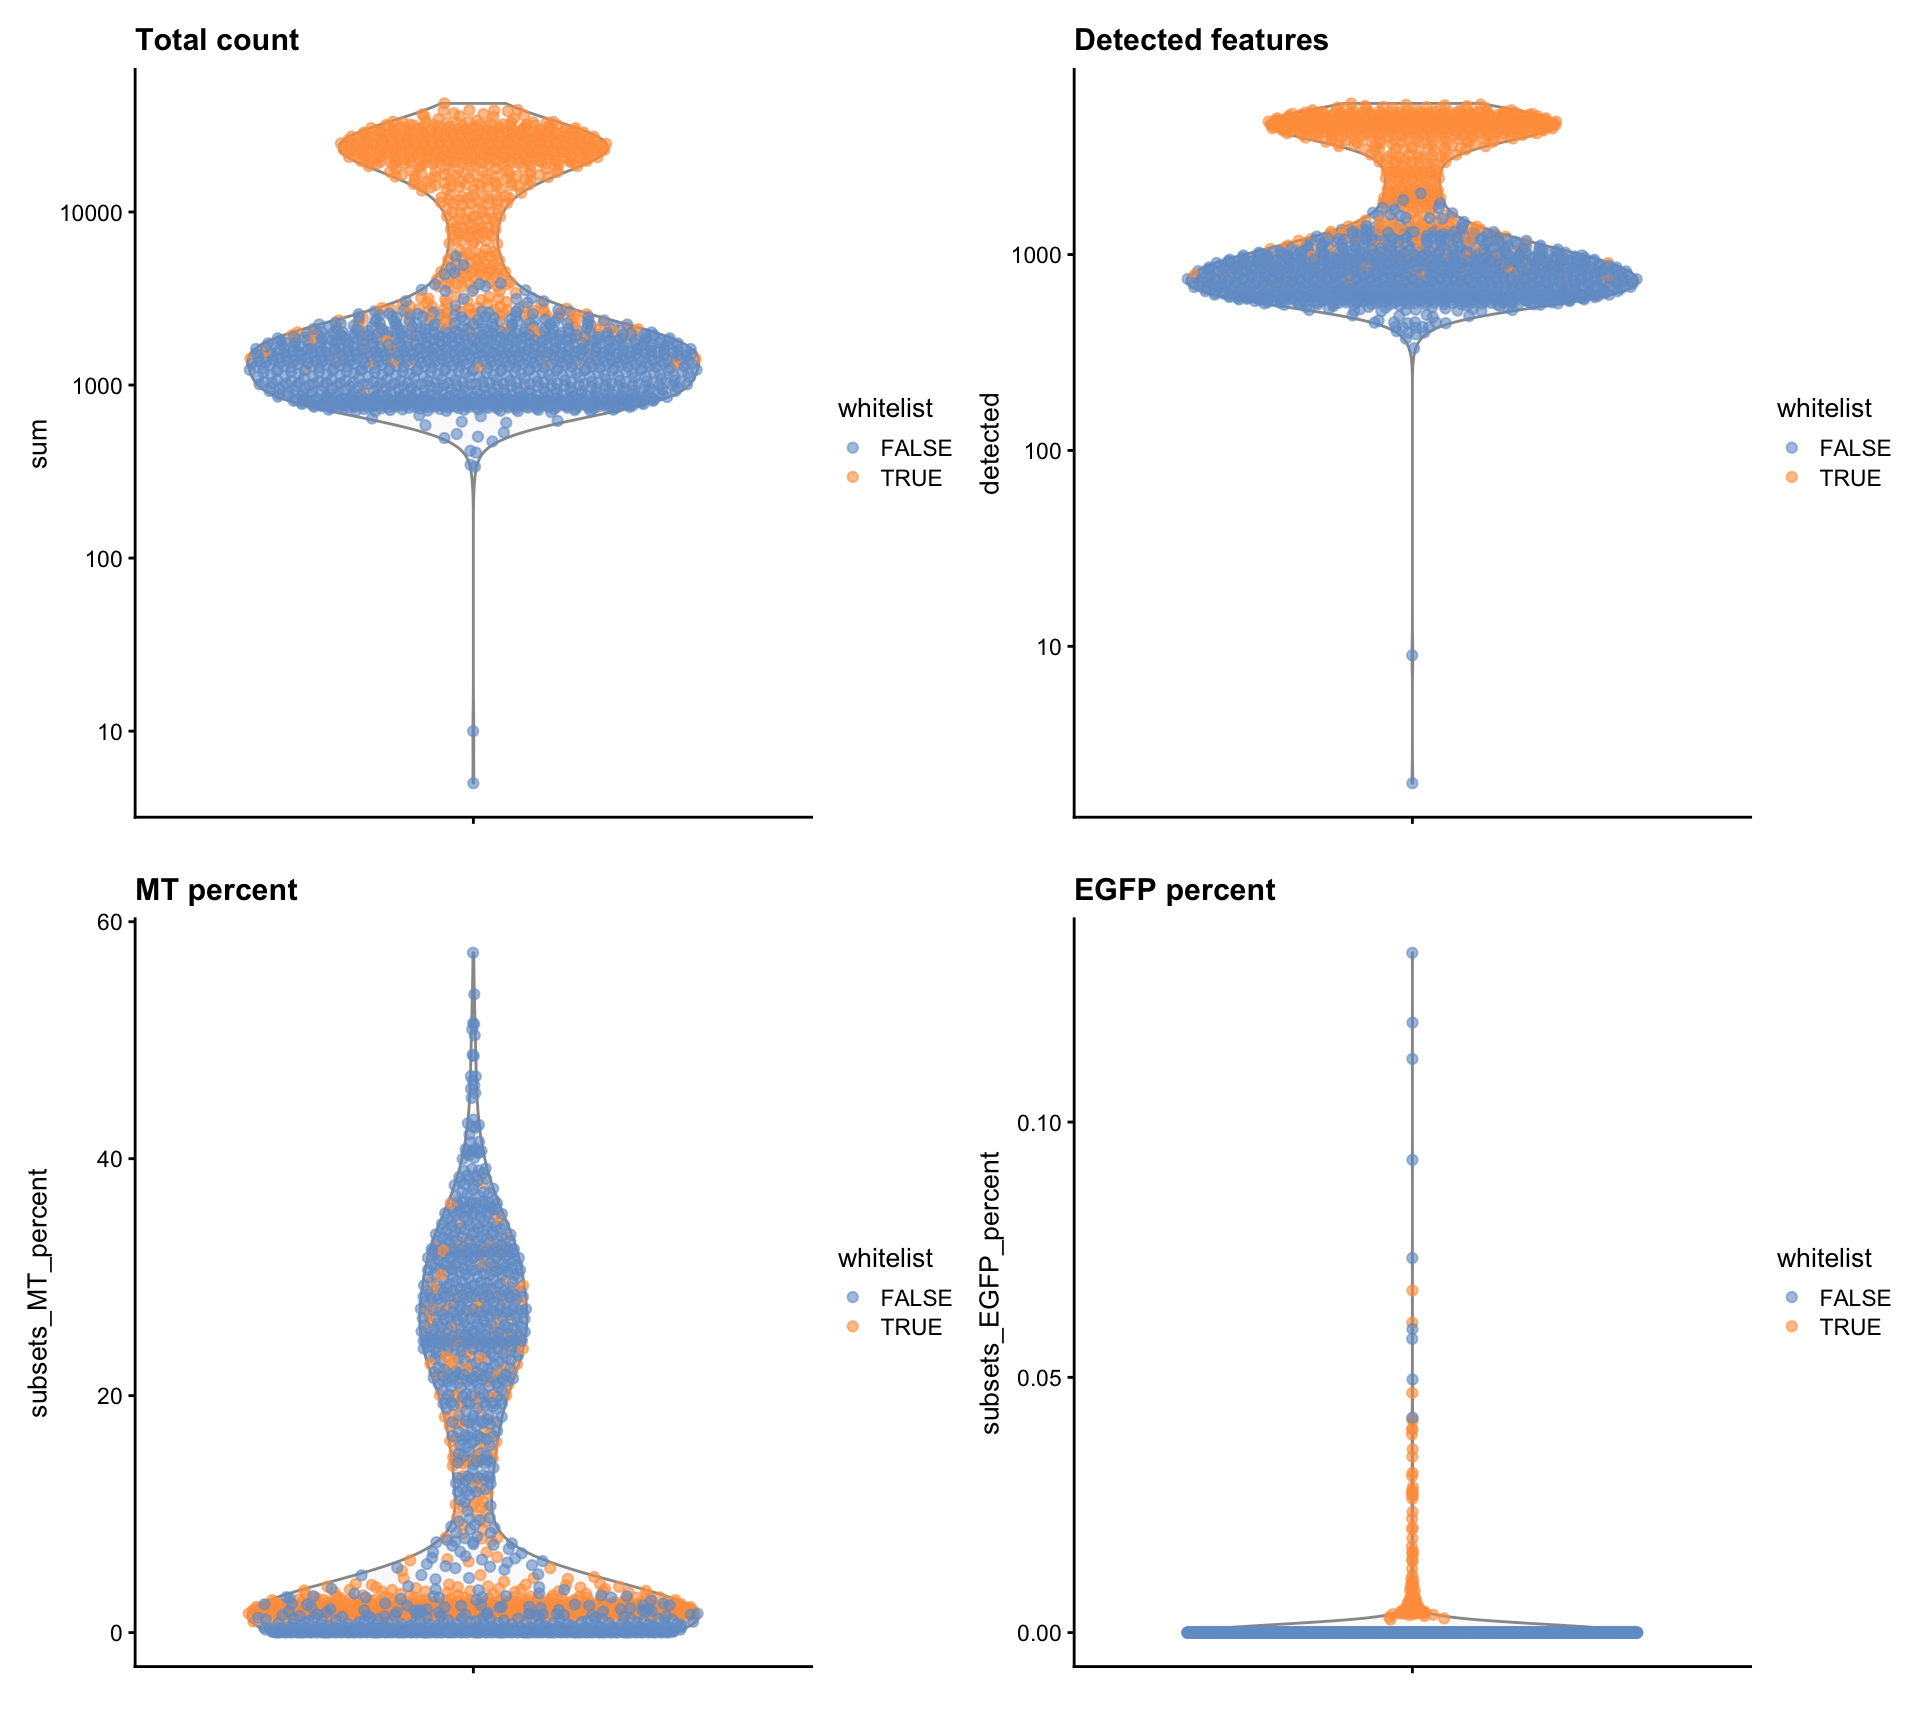 Total count
sum
10000
1000
100
10
whitelist
FALSE
TRUE
Detected features
detected
1000
100
10
whitelist
FALSE
TRUE
MT percent
subsets_MT_percent
60
40
20
0
whitelist
FALSE
TRUE
EGFP percent
subsets_EGFP_percent
0.10
0.05
0.00
whitelist
FALSE
TRUE